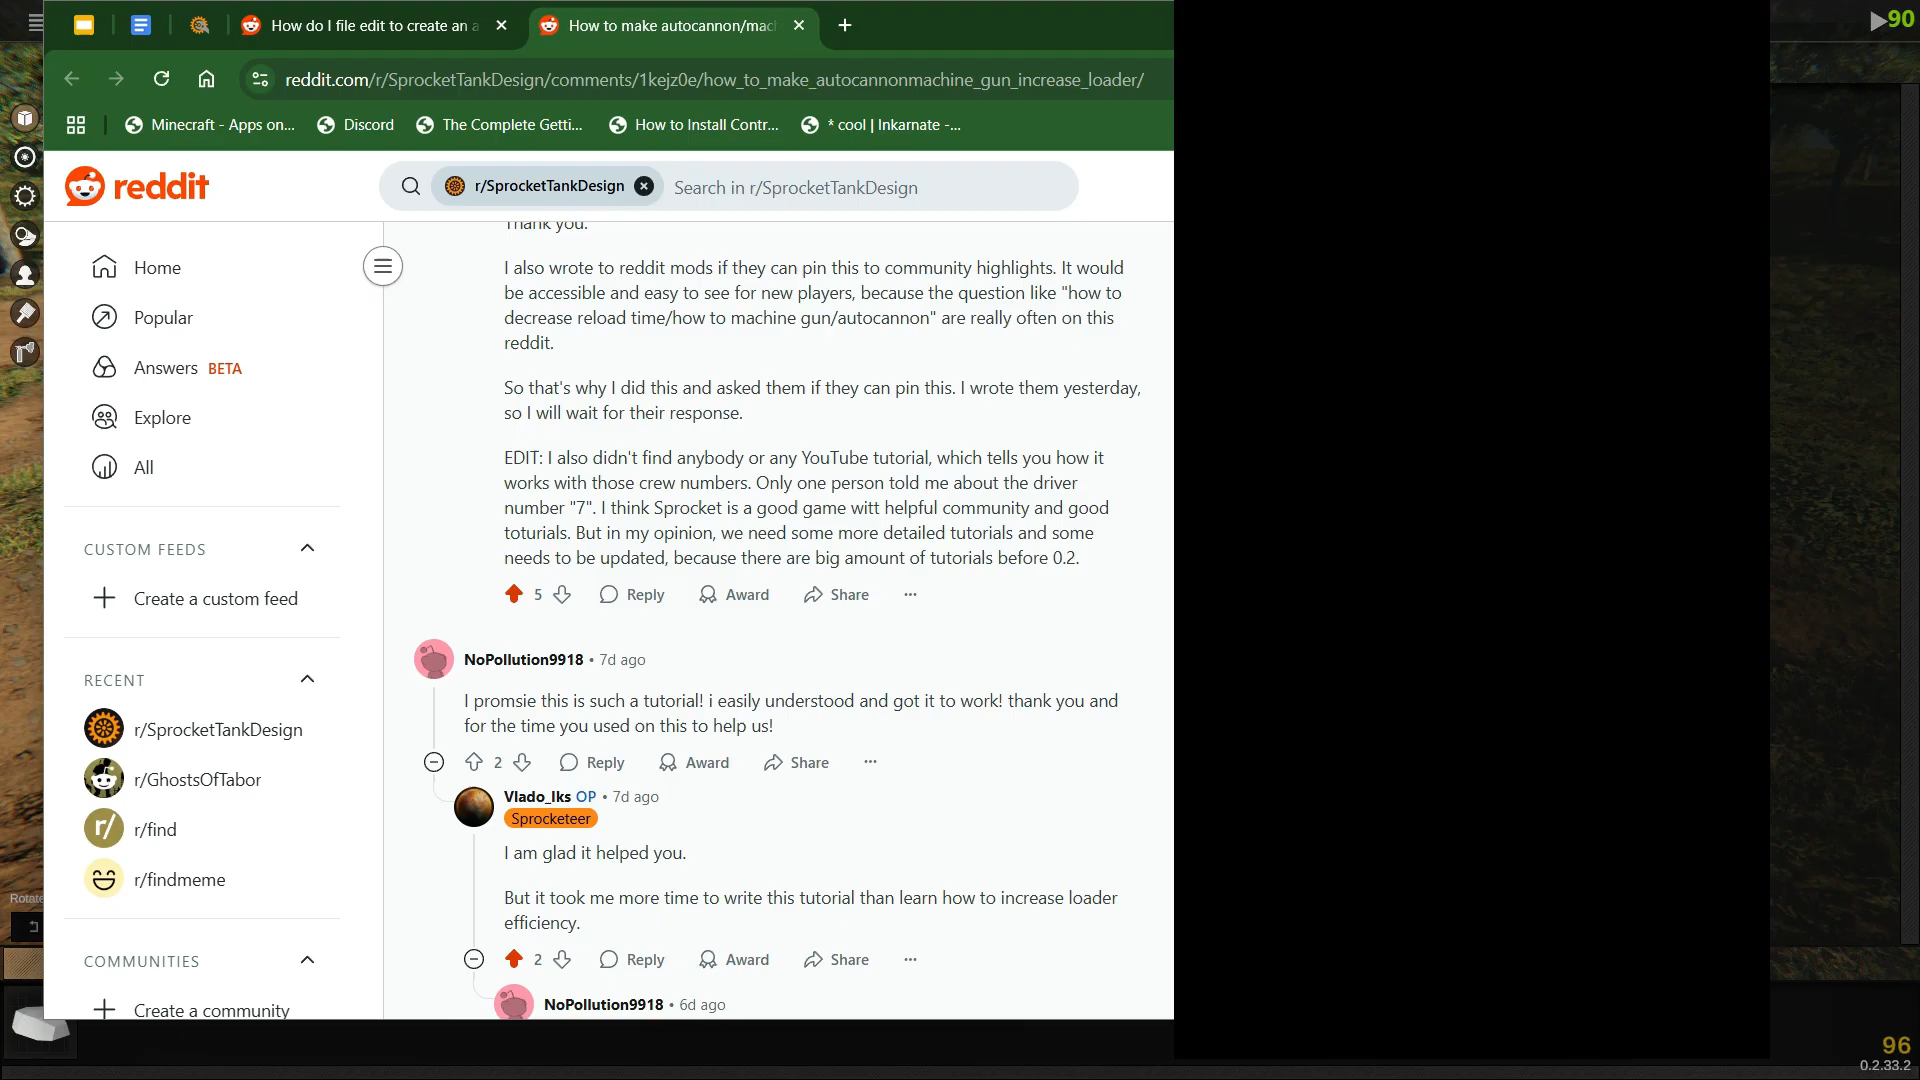 How do I file edit to create an a
How to make autocannon/mac
90
reddit.com/r/SprocketTankDesign/comments/1kejz0e/how_to_make_autocannonmachine_gun_increase_loader/
Minecraft - Apps on...
Discord
The Complete Getti...
How to Install Contr...
* cool | Inkarnate -...
reddit
r/SprocketTankDesign
Search in r/SprocketTankDesign
Home
Popular
Answers BETA
Explore
All
CUSTOM FEEDS
Create a custom feed
RECENT
r/SprocketTankDesign
r/GhostsOfTabor
r/find
r/findmeme
COMMUNITIES
Create a community
Thank you.
I also wrote to reddit mods if they can pin this to community highlights. It would
be accessible and easy to see for new players, because the question like "how to
decrease reload time/how to machine gun/autocannon" are really often on this
reddit.
So that's why I did this and asked them if they can pin this. I wrote them yesterday,
so I will wait for their response.
EDIT: I also didn't find anybody or any YouTube tutorial, which tells you how it
works with those crew numbers. Only one person told me about the driver
number "7". I think Sprocket is a good game witt helpful community and good
toturials. But in my opinion, we need some more detailed tutorials and some
needs to be updated, because there are big amount of tutorials before 0.2.
5 Reply Award Share
NoPollution9918 • 7d ago
I promsie this is such a tutorial! i easily understood and got it to work! thank you and
for the time you used on this to help us!
2 Reply Award Share
Vlado_Iks OP • 7d ago
Sprocketeer
I am glad it helped you.
But it took me more time to write this tutorial than learn how to increase loader
efficiency.
2 Reply Award Share
NoPollution9918 • 6d ago
Rotate
96
0.2.33.2